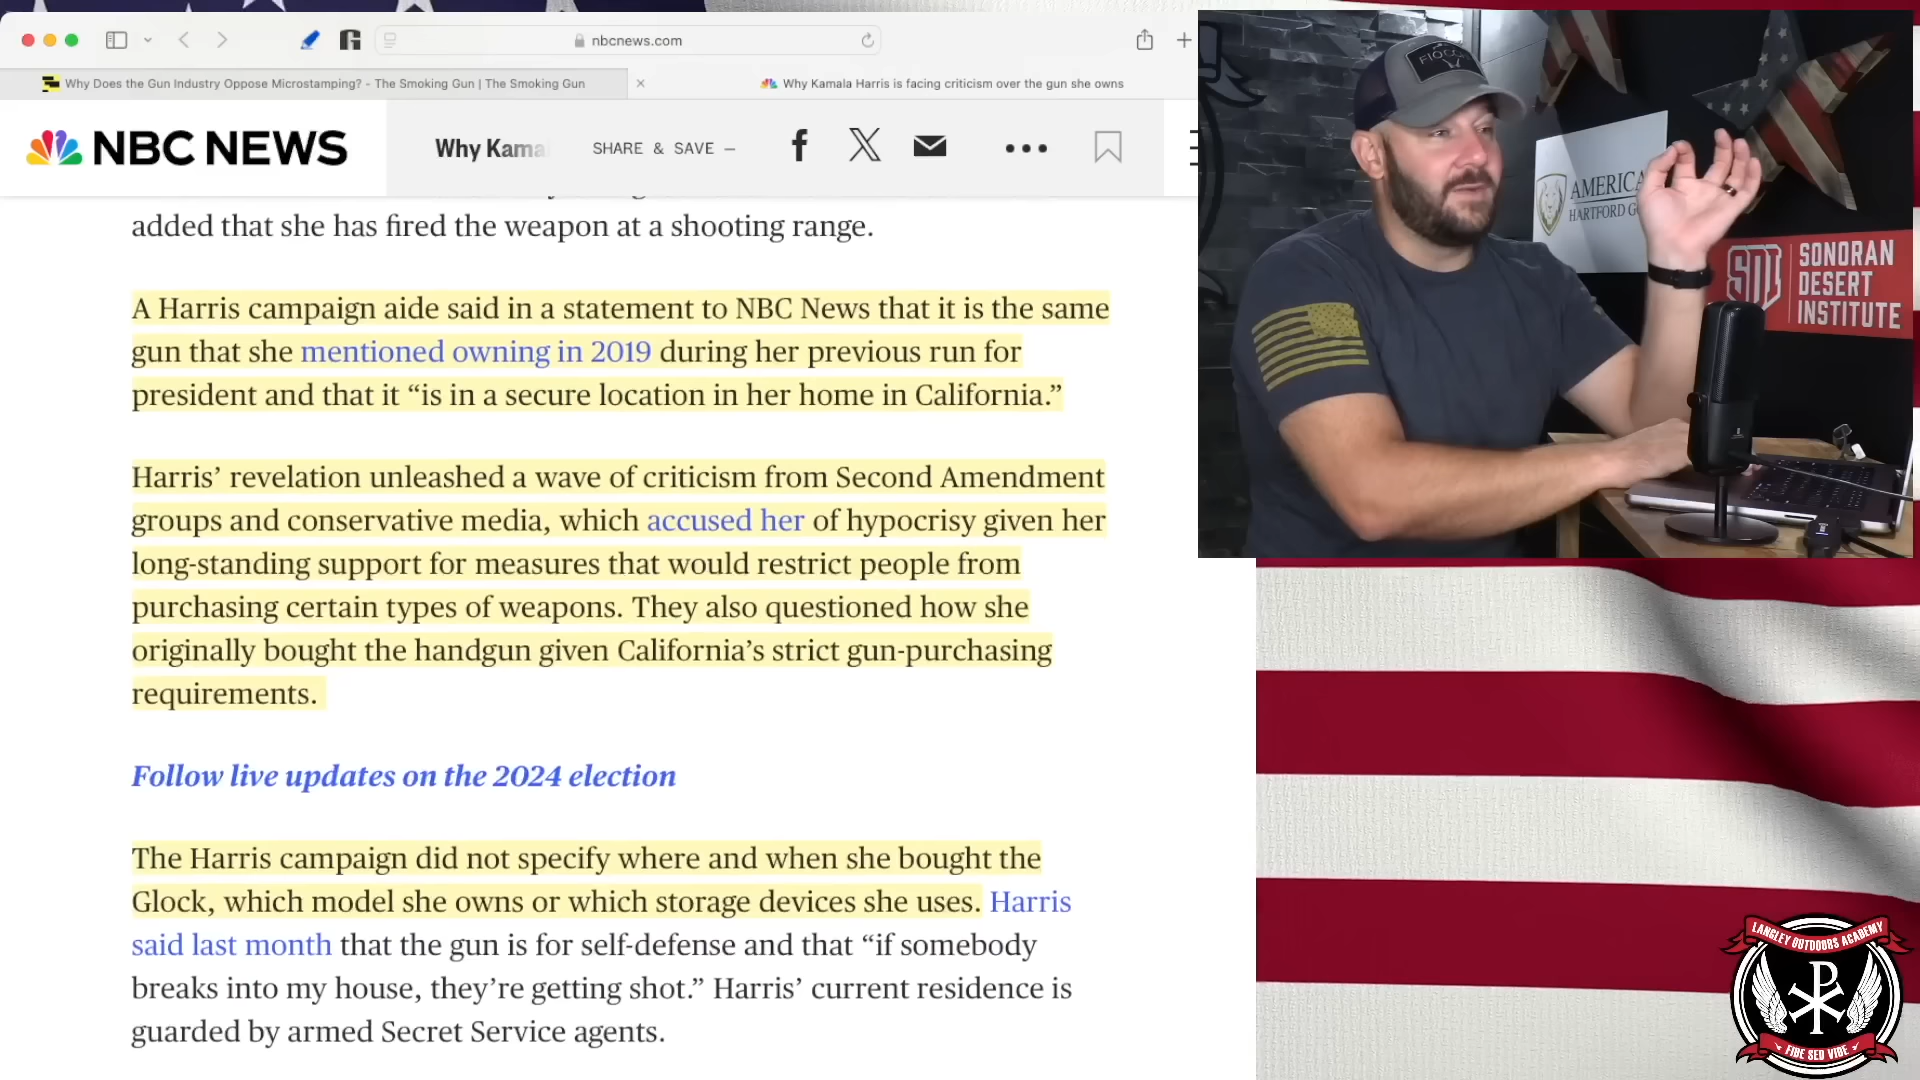 nbcnews.com
Why Does the Gun Industry Oppose Microstamping? - The Smoking Gun | The Smoking Gun
Why Kamala Harris is facing criticism over the gun she owns
NBC NEWS
Why Kama
SHARE & SAVE –
added that she has fired the weapon at a shooting range.
A Harris campaign aide said in a statement to NBC News that it is the same
gun that she mentioned owning in 2019 during her previous run for
president and that it “is in a secure location in her home in California.”
Harris’ revelation unleashed a wave of criticism from Second Amendment
groups and conservative media, which accused her of hypocrisy given her
long-standing support for measures that would restrict people from
purchasing certain types of weapons. They also questioned how she
originally bought the handgun given California’s strict gun-purchasing
requirements.
Follow live updates on the 2024 election
The Harris campaign did not specify where and when she bought the
Glock, which model she owns or which storage devices she uses. Harris
said last month that the gun is for self-defense and that “if somebody
breaks into my house, they’re getting shot.” Harris’ current residence is
guarded by armed Secret Service agents.
HARTFORD
SDI
SONORAN
DESERT
INSTITUTE
LANGLEY OUTDOORS ACADEMY
FIDE SED VIDE